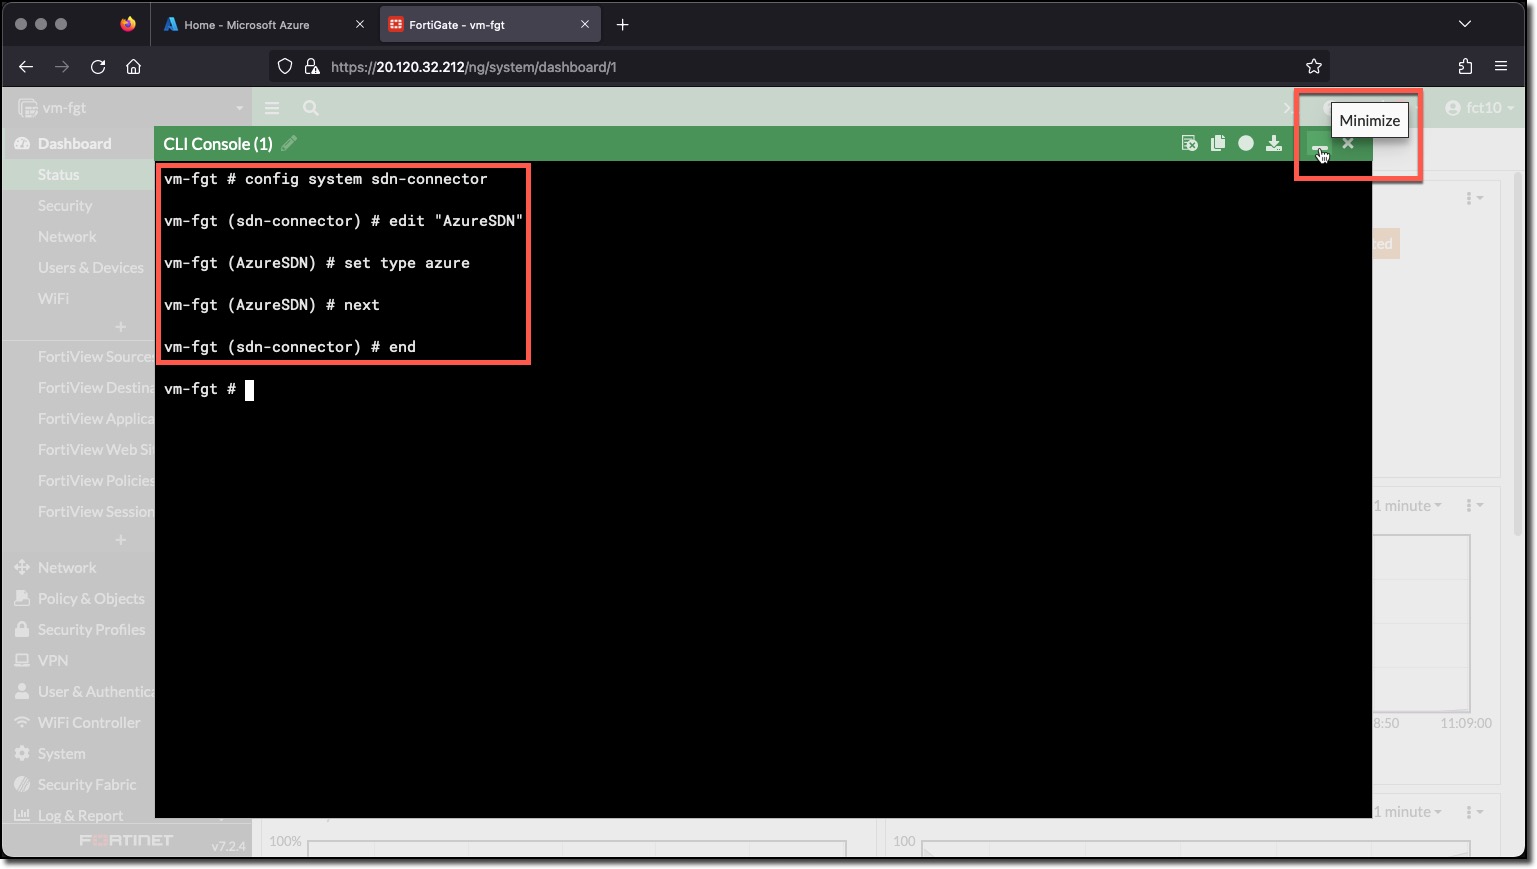 Home - Microsoft Azure
FortiGate - vm-fgt
https://20.120.32.212/ng/system/dashboard/1
vm-fgt
fct10
Minimize
CLI Console (1)
Dashboard
Status
Security
Network
Users & Devices
WiFi
FortiView Sources
FortiView Destina
FortiView Applica
FortiView Web Si
FortiView Policies
FortiView Session
Network
Policy & Objects
Security Profiles
VPN
User & Authentica
WiFi Controller
System
Security Fabric
Log & Report
FORTINET
v7.2.4
vm-fgt # config system sdn-connector
vm-fgt (sdn-connector) # edit "AzureSDN"
vm-fgt (AzureSDN) # set type azure
vm-fgt (AzureSDN) # next
vm-fgt (sdn-connector) # end
vm-fgt #
ted
1 minute
8:50
11:09:00
1 minute
100%
100